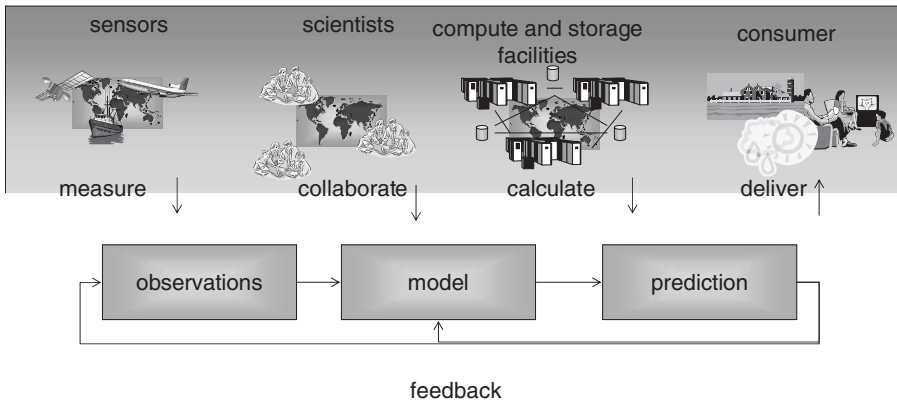 sensors
scientists
compute and storage
facilities
consumer
measure
collaborate
calculate
deliver
observations
model
prediction
feedback